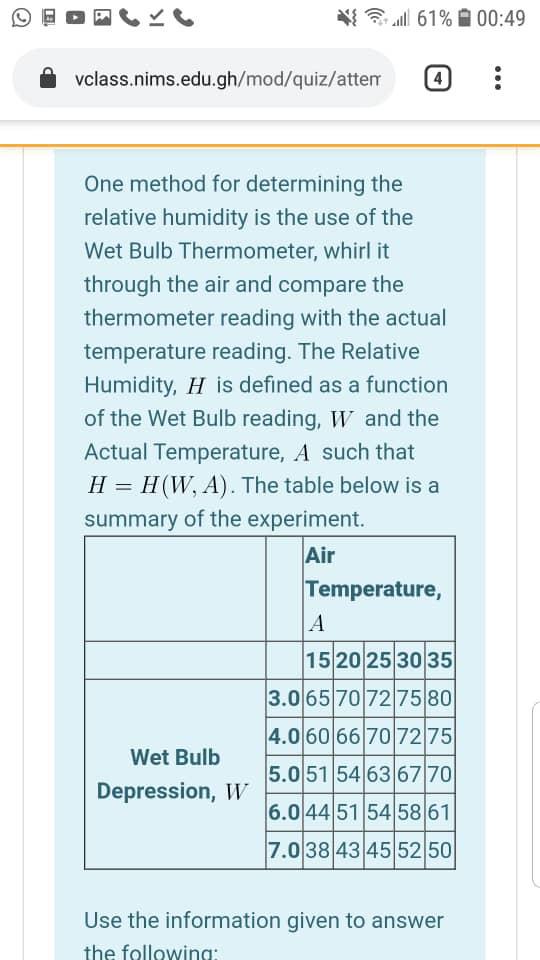 61% 00:49
vclass.nims.edu.gh/mod/quiz/attem
4
One method for determining the
relative humidity is the use of the
Wet Bulb Thermometer, whirl it
through the air and compare the
thermometer reading with the actual
temperature reading. The Relative
Humidity, H is defined as a function
of the Wet Bulb reading, W and the
Actual Temperature, A such that
H = H(W, A). The table below is a
summary of the experiment.
Air
Temperature,
A
15 20 25 30 35
3.0 65 70 72 75 80
4.0 60 66 70 72 75
Wet Bulb
Depression, W
5.0 51 54 63 67 70
6.0 44 51 54 58 61
7.0 38 43 45 52 50
Use the information given to answer
the following: